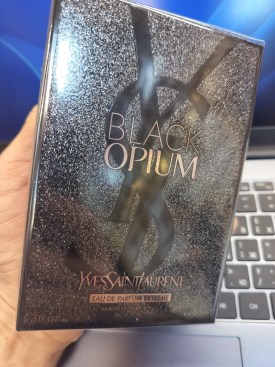 BLACK
OPIUM
YVESSAINTLAURENT
EAU DE PARFUM EXTREME